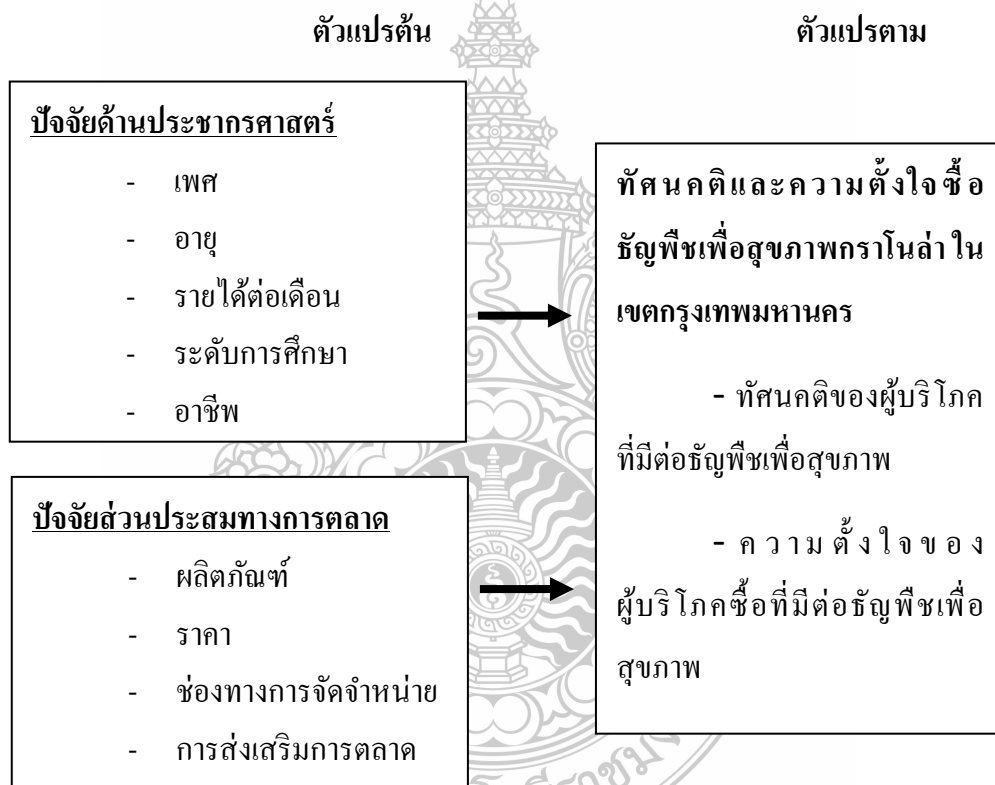 ตัวแปรต้น
ตัวแปรตาม
ปัจจัยด้านประชากรศาสตร์
- เพศ
- อายุ
- รายได้ต่อเดือน
- ระดับการศึกษา
- อาชีพ
ปัจจัยส่วนประสมทางการตลาด
- ผลิตภัณฑ์
- ราคา
- ช่องทางการจัดจำหน่าย
- การส่งเสริมการตลาด
ทัศนคติและความตั้งใจซื้อ
ธัญพืชเพื่อสุขภาพกราโนล่า ใน
เขตกรุงเทพมหานคร
- ทัศนคติของผู้บริโภค
ที่มีต่อธัญพืชเพื่อสุขภาพ
- ความตั้งใจของ
ผู้บริโภคซื้อที่มีต่อธัญพืชเพื่อ
สุขภาพ